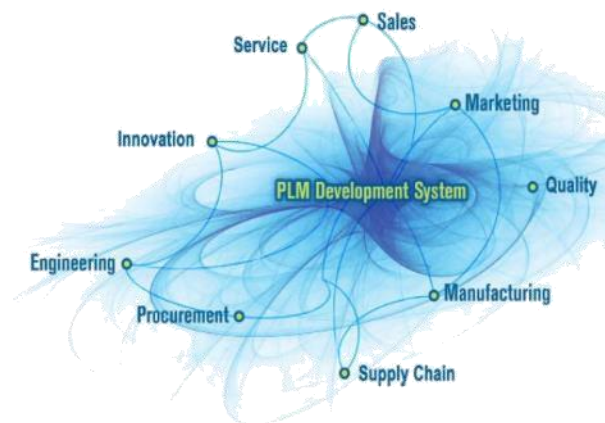 Sales
Service
Marketing
Innovation
PLM Development System
Quality
Engineering
Manufacturing
Procurement
Supply Chain